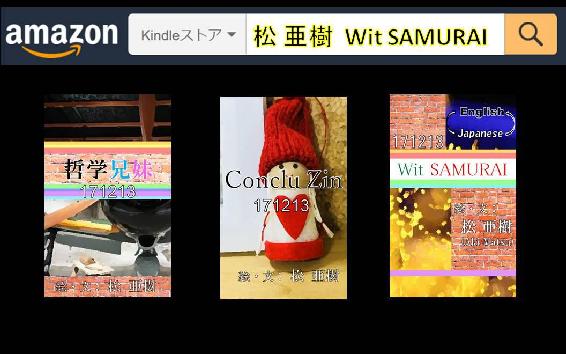 amazon
Kindleストア
松 亜樹 Wit SAMURAI
哲学兄妹
171213
絵・文: 松 亜樹
Conclu Zin
171213
絵・文: 松 亜樹
English
Japanese
171213
Wit SAMURAI
絵・文:
松 亜樹